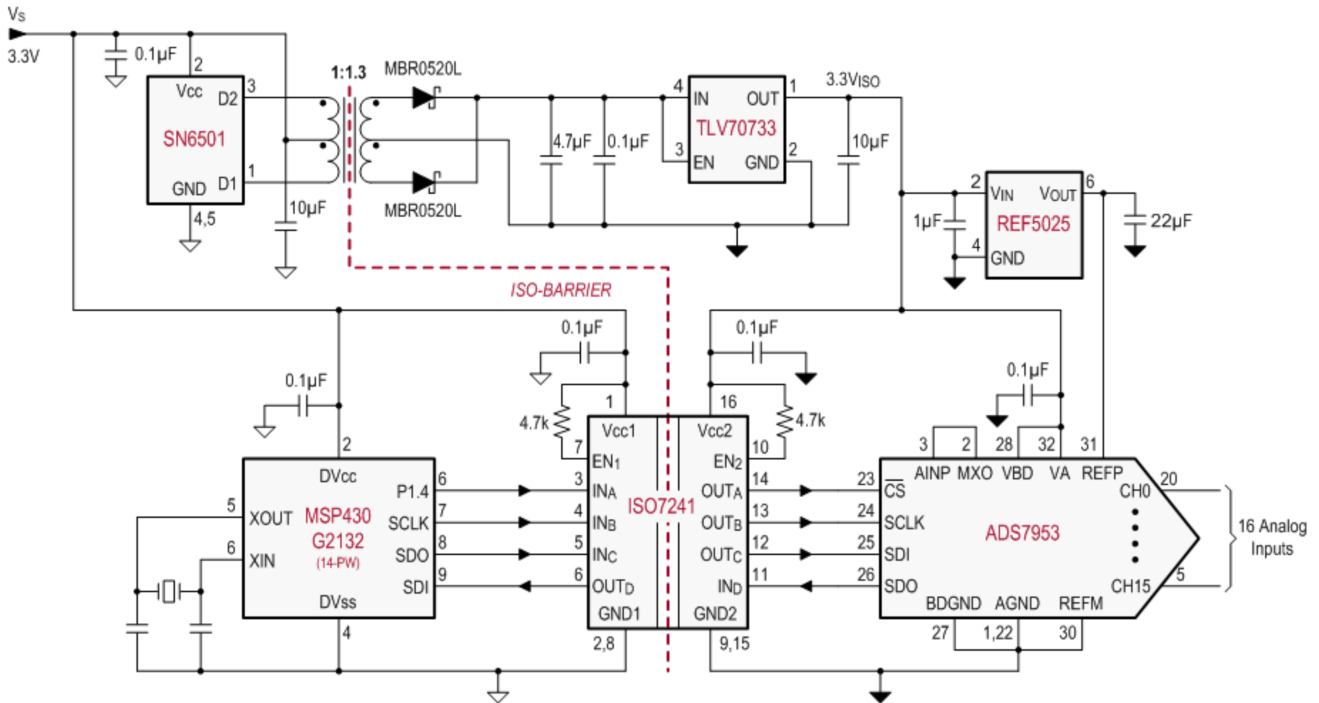 VS
3.3V
0.1µF
2
Vcc
D2
3
SN6501
D1
1
GND
4,5
10µF
1:1.3
MBR0520L
MBR0520L
4.7µF
0.1µF
4
IN
OUT
1
TLV70733
3
EN
GND
2
3.3VISO
10µF
2
VIN
VOUT
6
REF5025
1µF
4
GND
22µF
ISO-BARRIER
0.1µF
0.1µF
0.1µF
0.1µF
4.7k
4.7k
2
DVcc
5
XOUT
6
XIN
MSP430
G2132
(14-PW)
P1.4
6
SCLK
7
SDO
8
SDI
9
DVss
4
1
Vcc1
7
EN1
3
INA
4
INB
5
INC
6
OUTD
GND1
2,8
ISO7241
16
Vcc2
10
EN2
14
OUTA
13
OUTB
12
OUTC
11
IND
GND2
9,15
3
2
28
32
31
AINP
MXO
VBD
VA
REFP
23
CS
24
SCLK
25
SDI
26
SDO
ADS7953
CH0
20
CH15
5
16 Analog
Inputs
BDGND
AGND
REFM
27
1,22
30